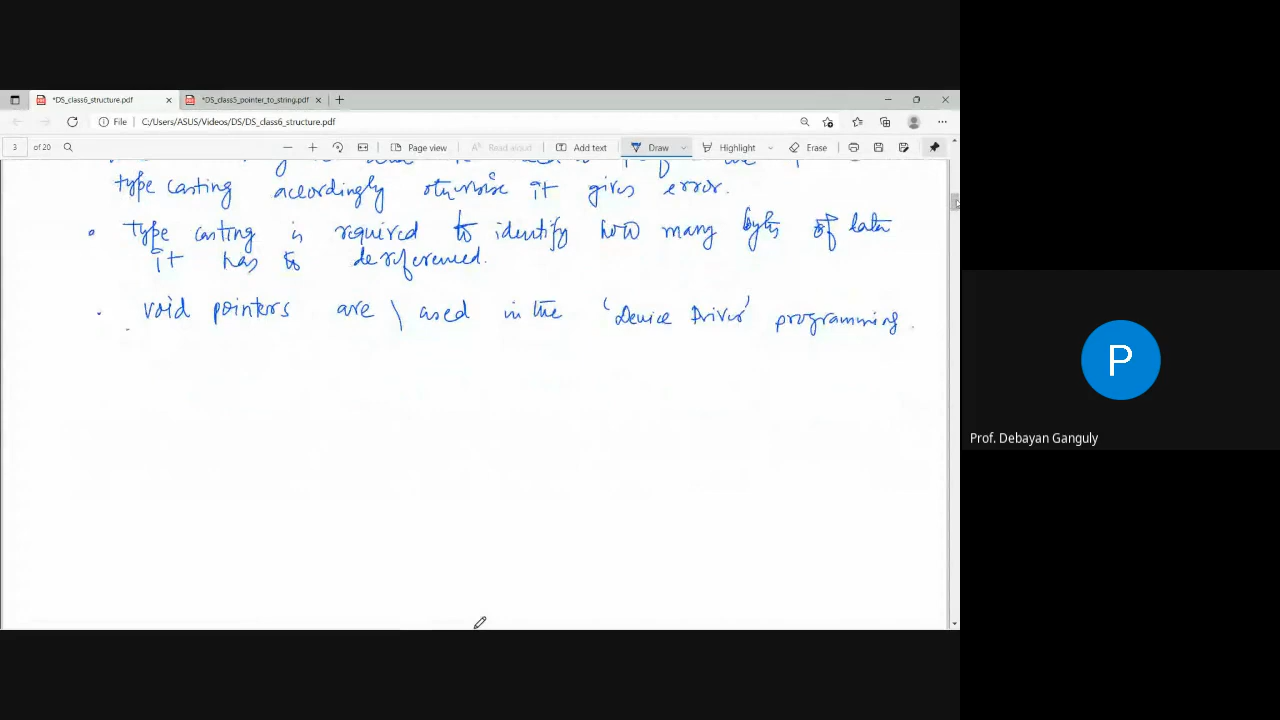 *DS_class6_structure.pdf
*DS_class5_pointer_to_string.pdf
File
C:/Users/ASUS/Videos/DS/DS_class6_structure.pdf
3 of 20
Page view
Read aloud
Add text
Draw
Highlight
Erase
type casting accordingly otherwise it gives error.
type casting is required to identify how many bytes of data
it has to dereferenced.
void pointers are used in the 'Device Driver' programming.
P
Prof. Debayan Ganguly